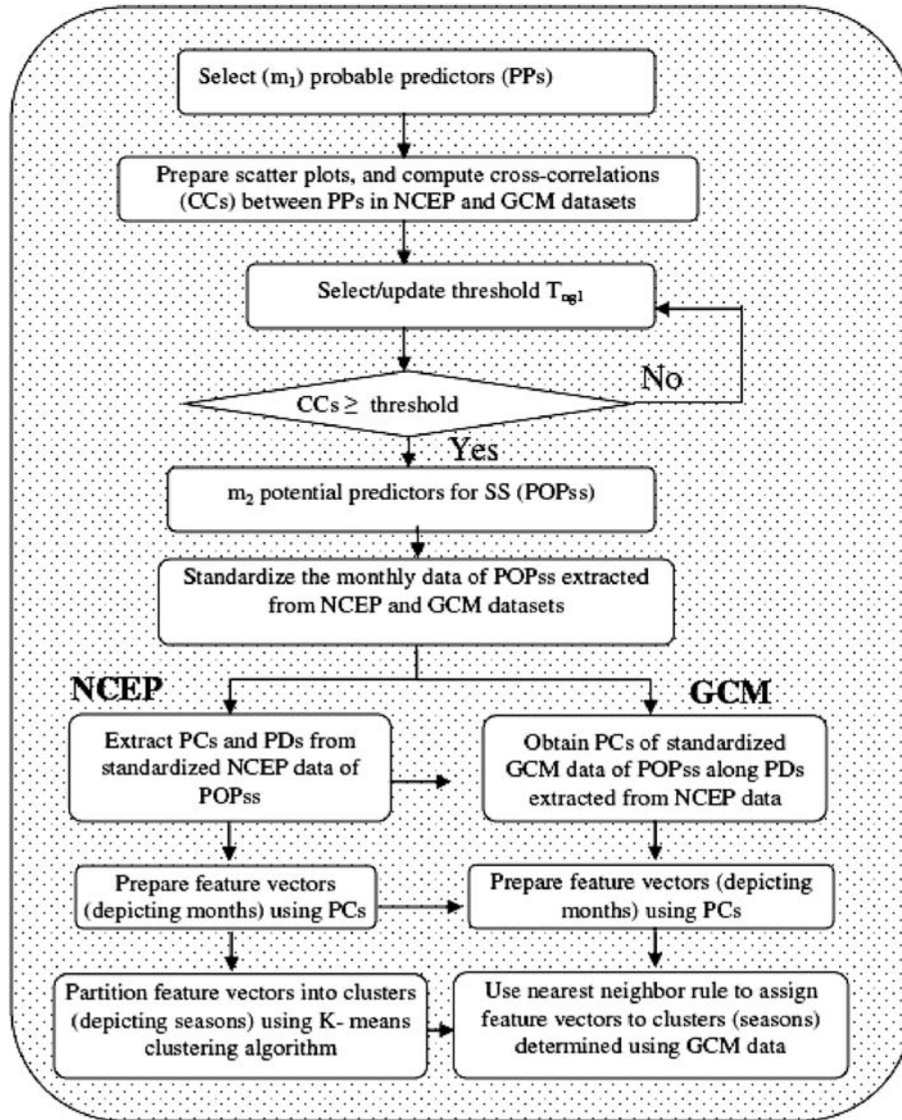 Select (m₁) probable predictors (PPs)
Prepare scatter plots, and compute cross-correlations
(CCs) between PPs in NCEP and GCM datasets
Select/update threshold Tng1
No
CCs ≥ threshold
Yes
m₂ potential predictors for SS (POPss)
Standardize the monthly data of POPss extracted
from NCEP and GCM datasets
NCEP
GCM
Extract PCs and PDs from
standardized NCEP data of
POPss
Obtain PCs of standardized
GCM data of POPss along PDs
extracted from NCEP data
Prepare feature vectors
(depicting months) using PCs
Prepare feature vectors (depicting
months) using PCs
Partition feature vectors into clusters
(depicting seasons) using K- means
clustering algorithm
Use nearest neighbor rule to assign
feature vectors to clusters (seasons)
determined using GCM data